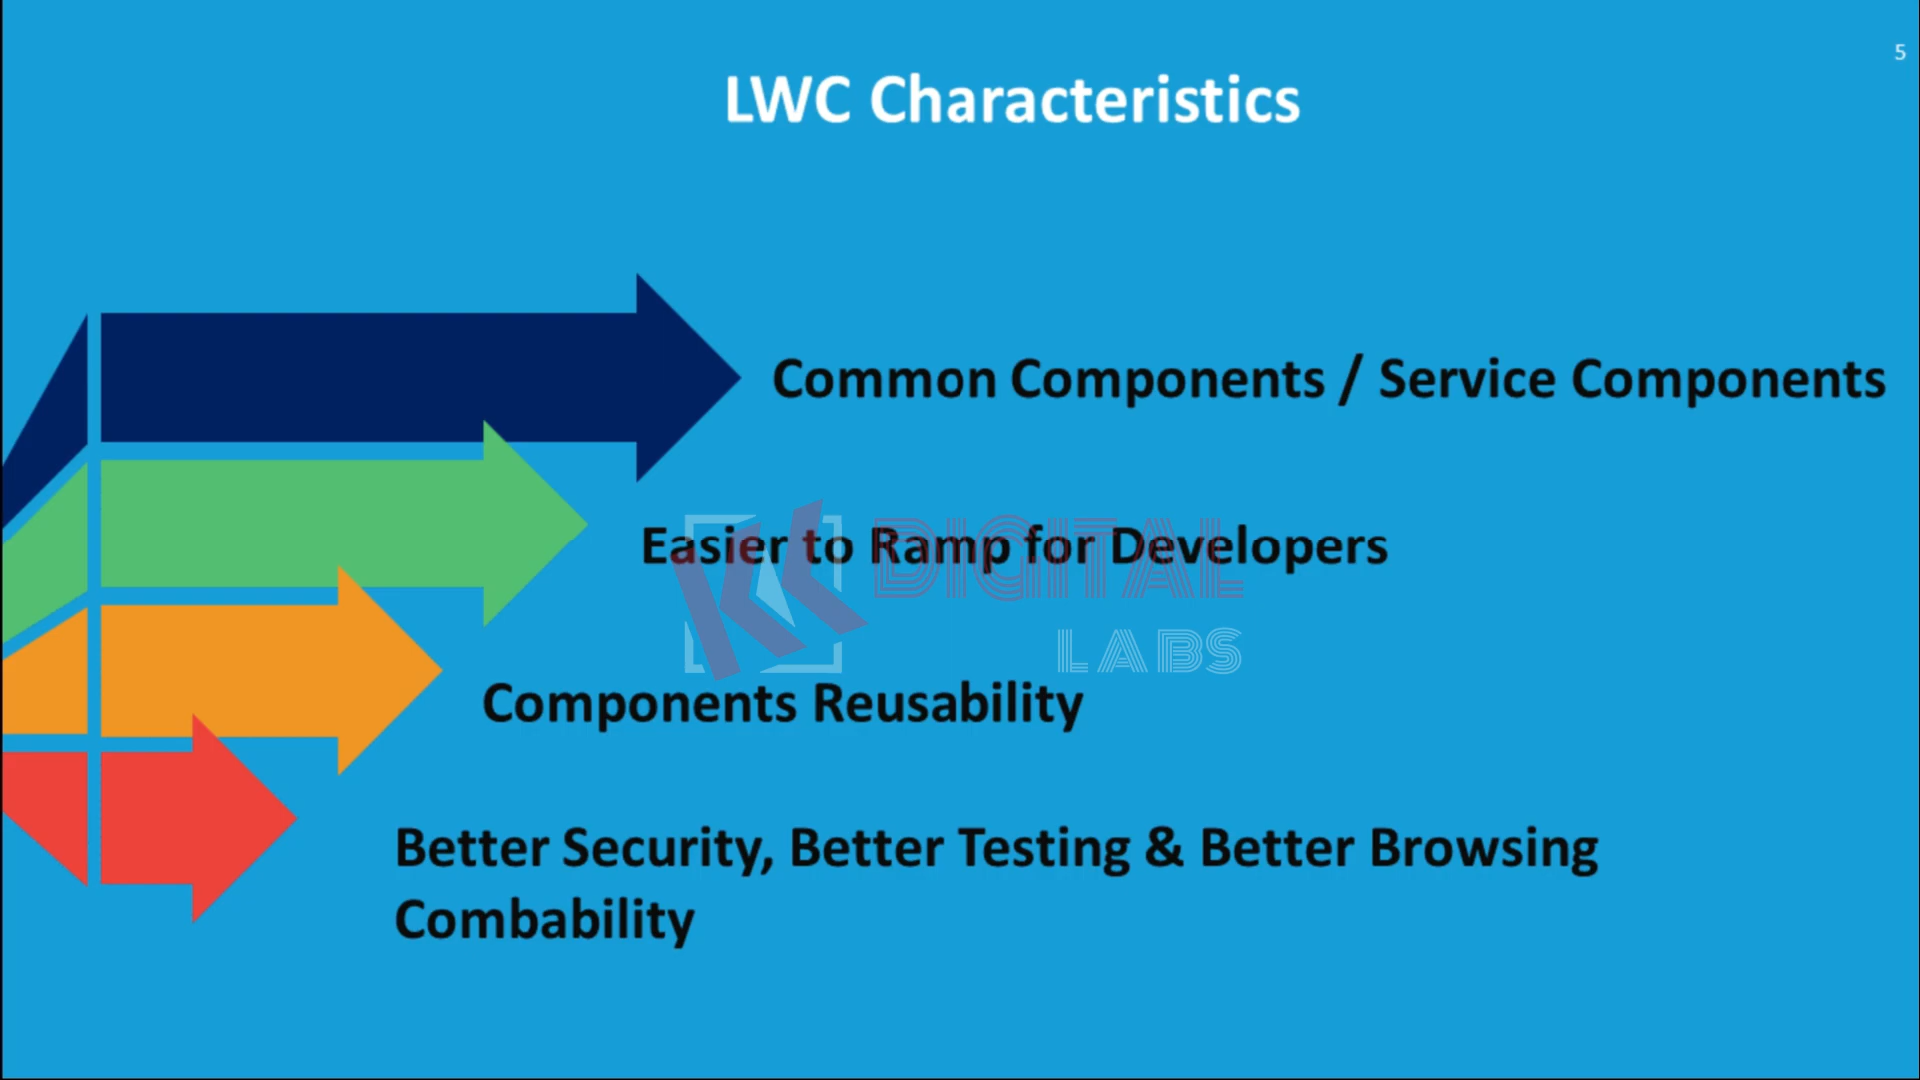 5
LWC Characteristics
Common Components / Service Components
Easier to Ramp for Developers
DIGITAL
LABS
Components Reusability
Better Security, Better Testing & Better Browsing
Combability